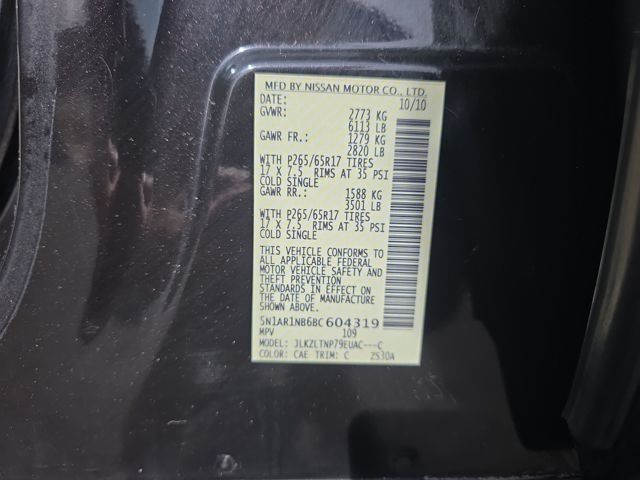 MFD BY NISSAN MOTOR CO., LTD.
DATE: 10/10
GVWR: 2773 KG
6113 LB
GAWR FR.: 1279 KG
2820 LB
WITH P265/65R17 TIRES
17 X 7.5 RIMS AT 35 PSI
COLD SINGLE
GAWR RR.: 1588 KG
3501 LB
WITH P265/65R17 TIRES
17 X 7.5 RIMS AT 35 PSI
COLD SINGLE
THIS VEHICLE CONFORMS TO
ALL APPLICABLE FEDERAL
MOTOR VEHICLE SAFETY AND
THEFT PREVENTION
STANDARDS IN EFFECT ON
THE DATE OF MANUFACTURE
SHOWN ABOVE.
5N1AR1NB6BC604319
MPV 109
MODEL: JLKZLTNP79EUAC---C
COLOR: CAE TRIM: C ZS30A